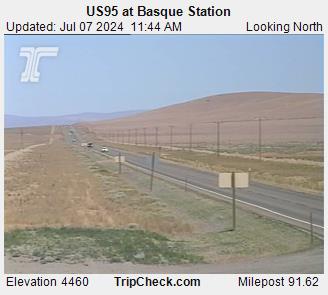 US95 at Basque Station
Updated: Jul 07 2024 11:44 AM Looking North
Elevation 4460 TripCheck.com Milepost 91.62